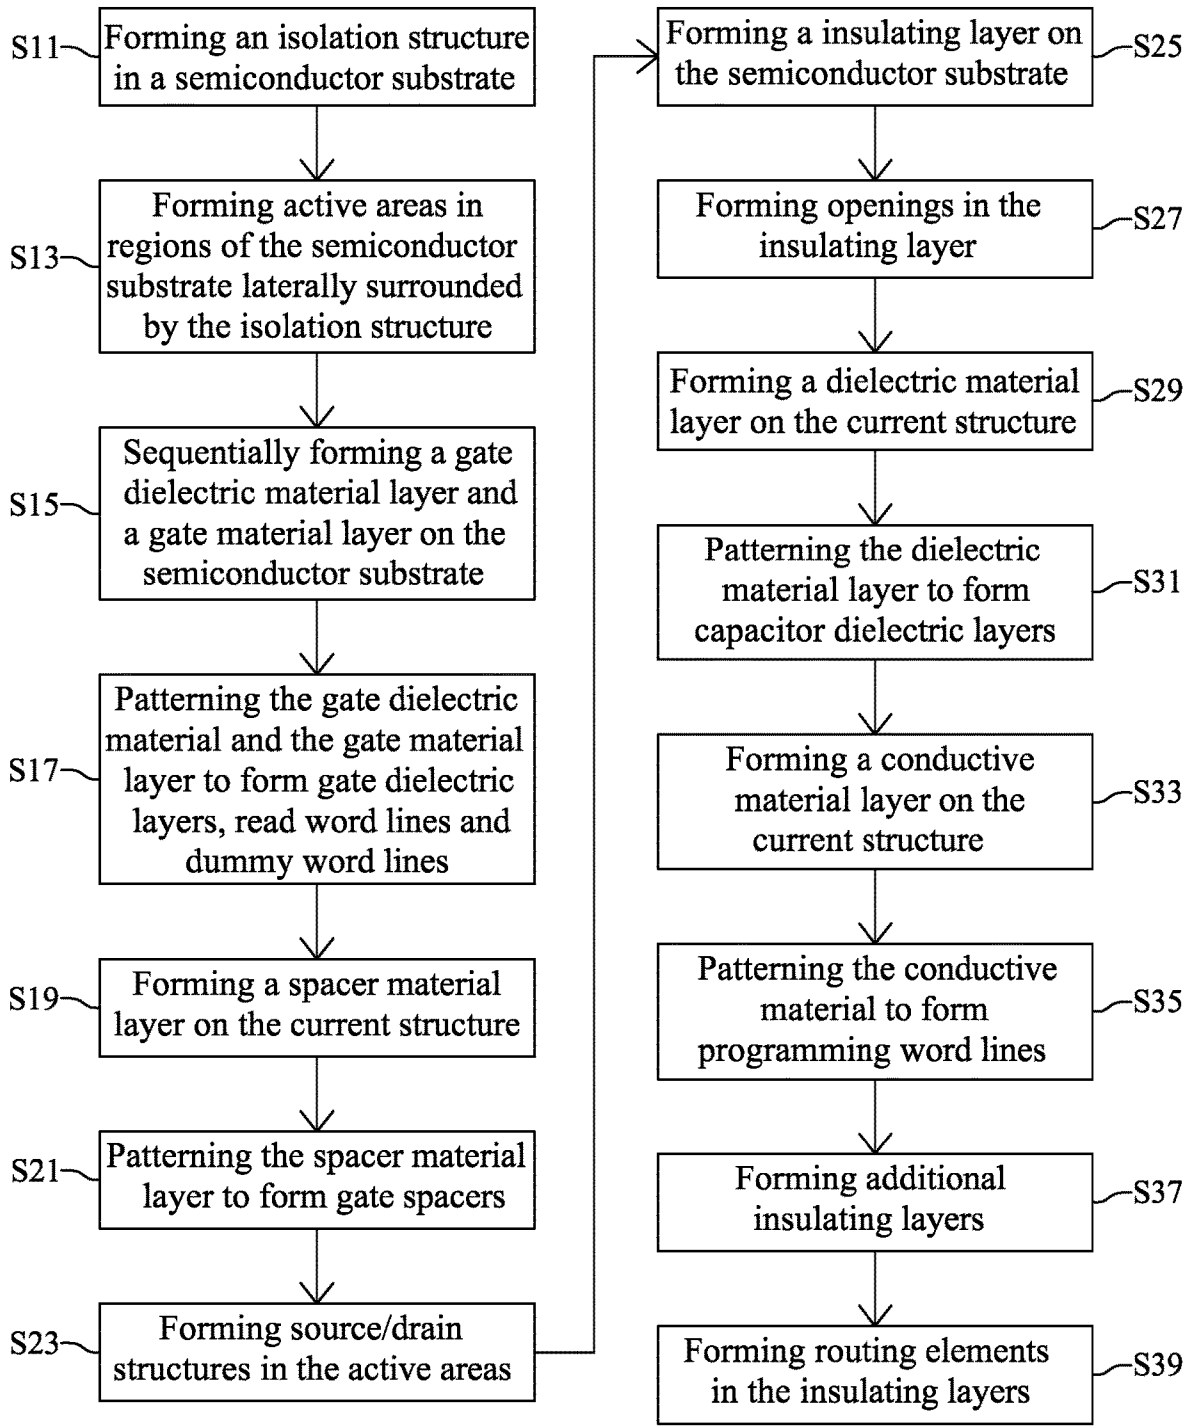 S11
Forming an isolation structure
in a semiconductor substrate
S13
Forming active areas in
regions of the semiconductor
substrate laterally surrounded
by the isolation structure
S15
Sequentially forming a gate
dielectric material layer and
a gate material layer on the
semiconductor substrate
S17
Patterning the gate dielectric
material and the gate material
layer to form gate dielectric
layers, read word lines and
dummy word lines
S19
Forming a spacer material
layer on the current structure
S21
Patterning the spacer material
layer to form gate spacers
S23
Forming source/drain
structures in the active areas
Forming a insulating layer on
the semiconductor substrate
S25
Forming openings in the
insulating layer
S27
Forming a dielectric material
layer on the current structure
S29
Patterning the dielectric
material layer to form
capacitor dielectric layers
S31
Forming a conductive
material layer on the
current structure
S33
Patterning the conductive
material to form
programming word lines
S35
Forming additional
insulating layers
S37
Forming routing elements
in the insulating layers
S39